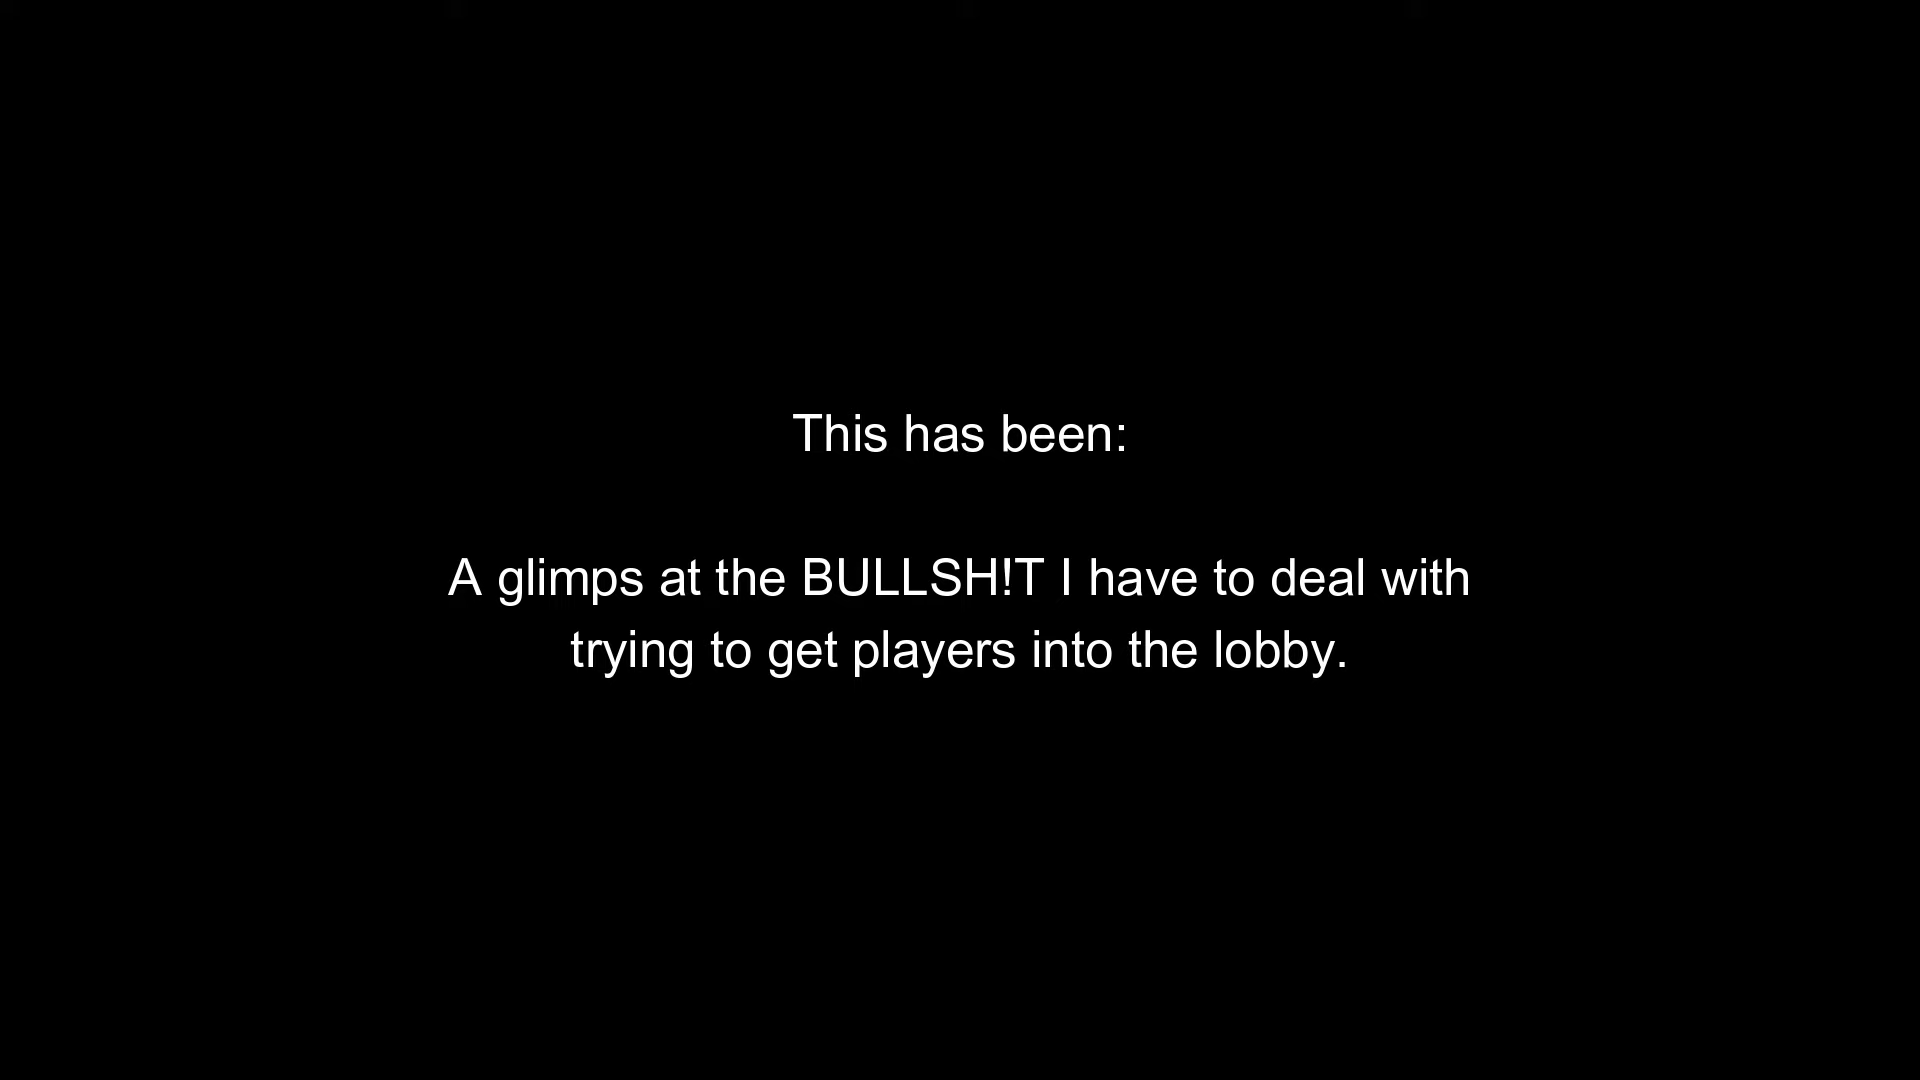 This has been:
A glimps at the BULLSH!T I have to deal with
trying to get players into the lobby.